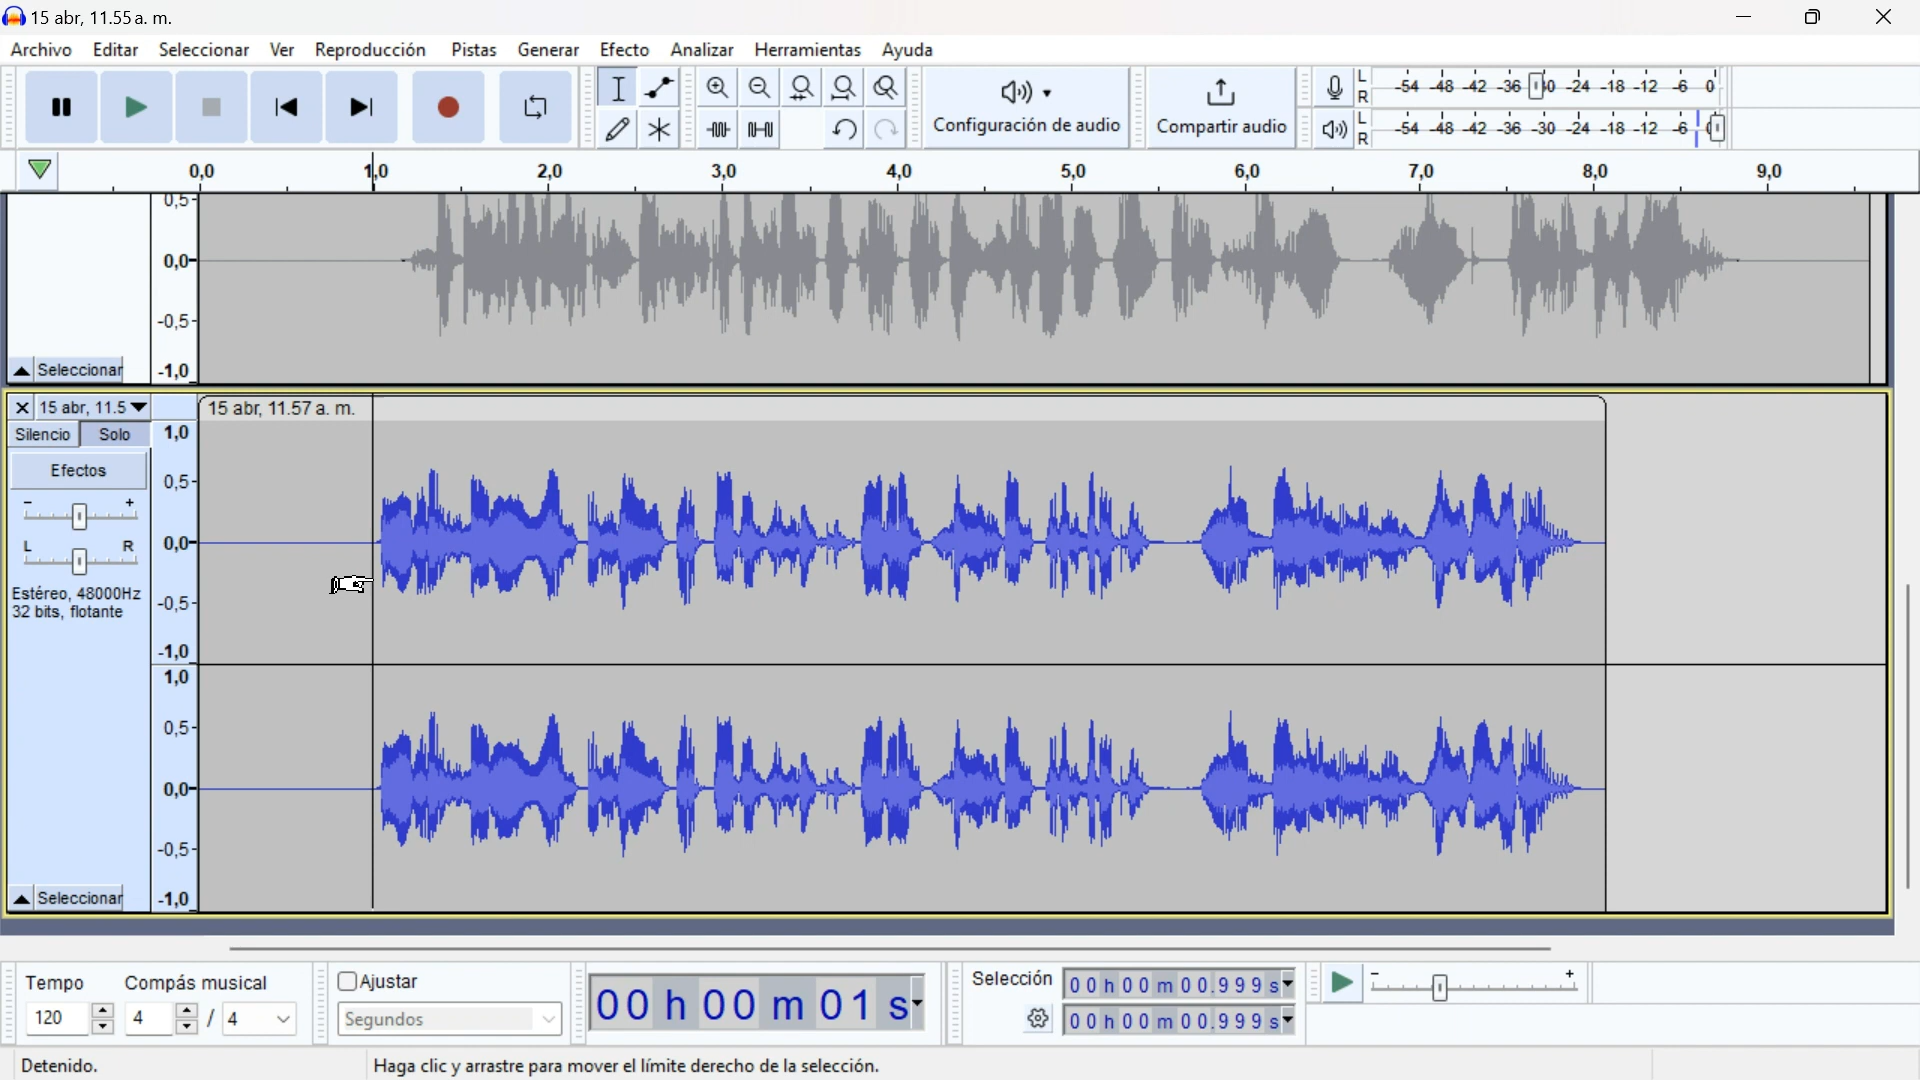 15 abr, 11.55 a. m.
Archivo Editar Seleccionar Ver Reproducción Pistas Generar Efecto Analizar Herramientas Ayuda
Configuración de audio
Compartir audio
L
R
-54 -48 -42 -36 -30 -24 -18 -12 -6 0
L
R
-54 -48 -42 -36 -30 -24 -18 -12 -6 0
0,0 1,0 2,0 3,0 4,0 5,0 6,0 7,0 8,0 9,0
0,5
0,0
-0,5
-1,0
Seleccionar
15 abr, 11.5
15 abr, 11.57 a. m.
Silencio Solo
Efectos
- +
L R
Estéreo, 48000Hz
32 bits, flotante
1,0
0,5
0,0
-0,5
-1,0
1,0
0,5
0,0
-0,5
-1,0
Seleccionar
Tempo
120
Compás musical
4 / 4
Ajustar
Segundos
00 h 00 m 01 s
Selección
00 h 00 m 00.999 s
00 h 00 m 00.999 s
- +
Detenido.
Haga clic y arrastre para mover el límite derecho de la selección.